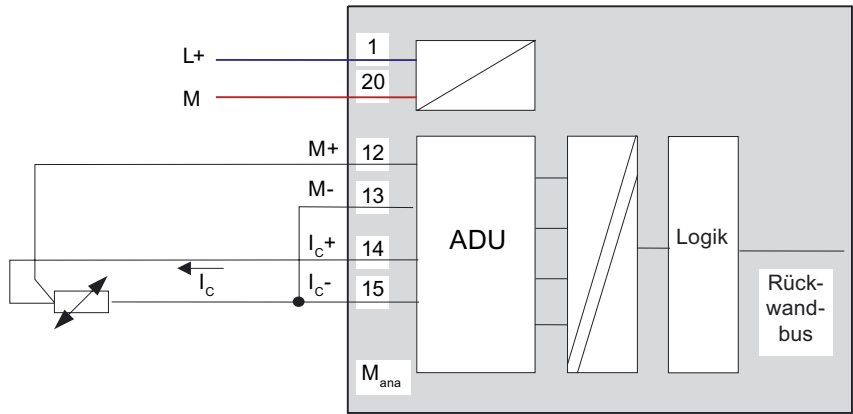 L+ 1
M 20
M+ 12
M- 13
I_C+ 14
I_C
I_C- 15
ADU
Logik
Rück-
wand-
bus
M_ana